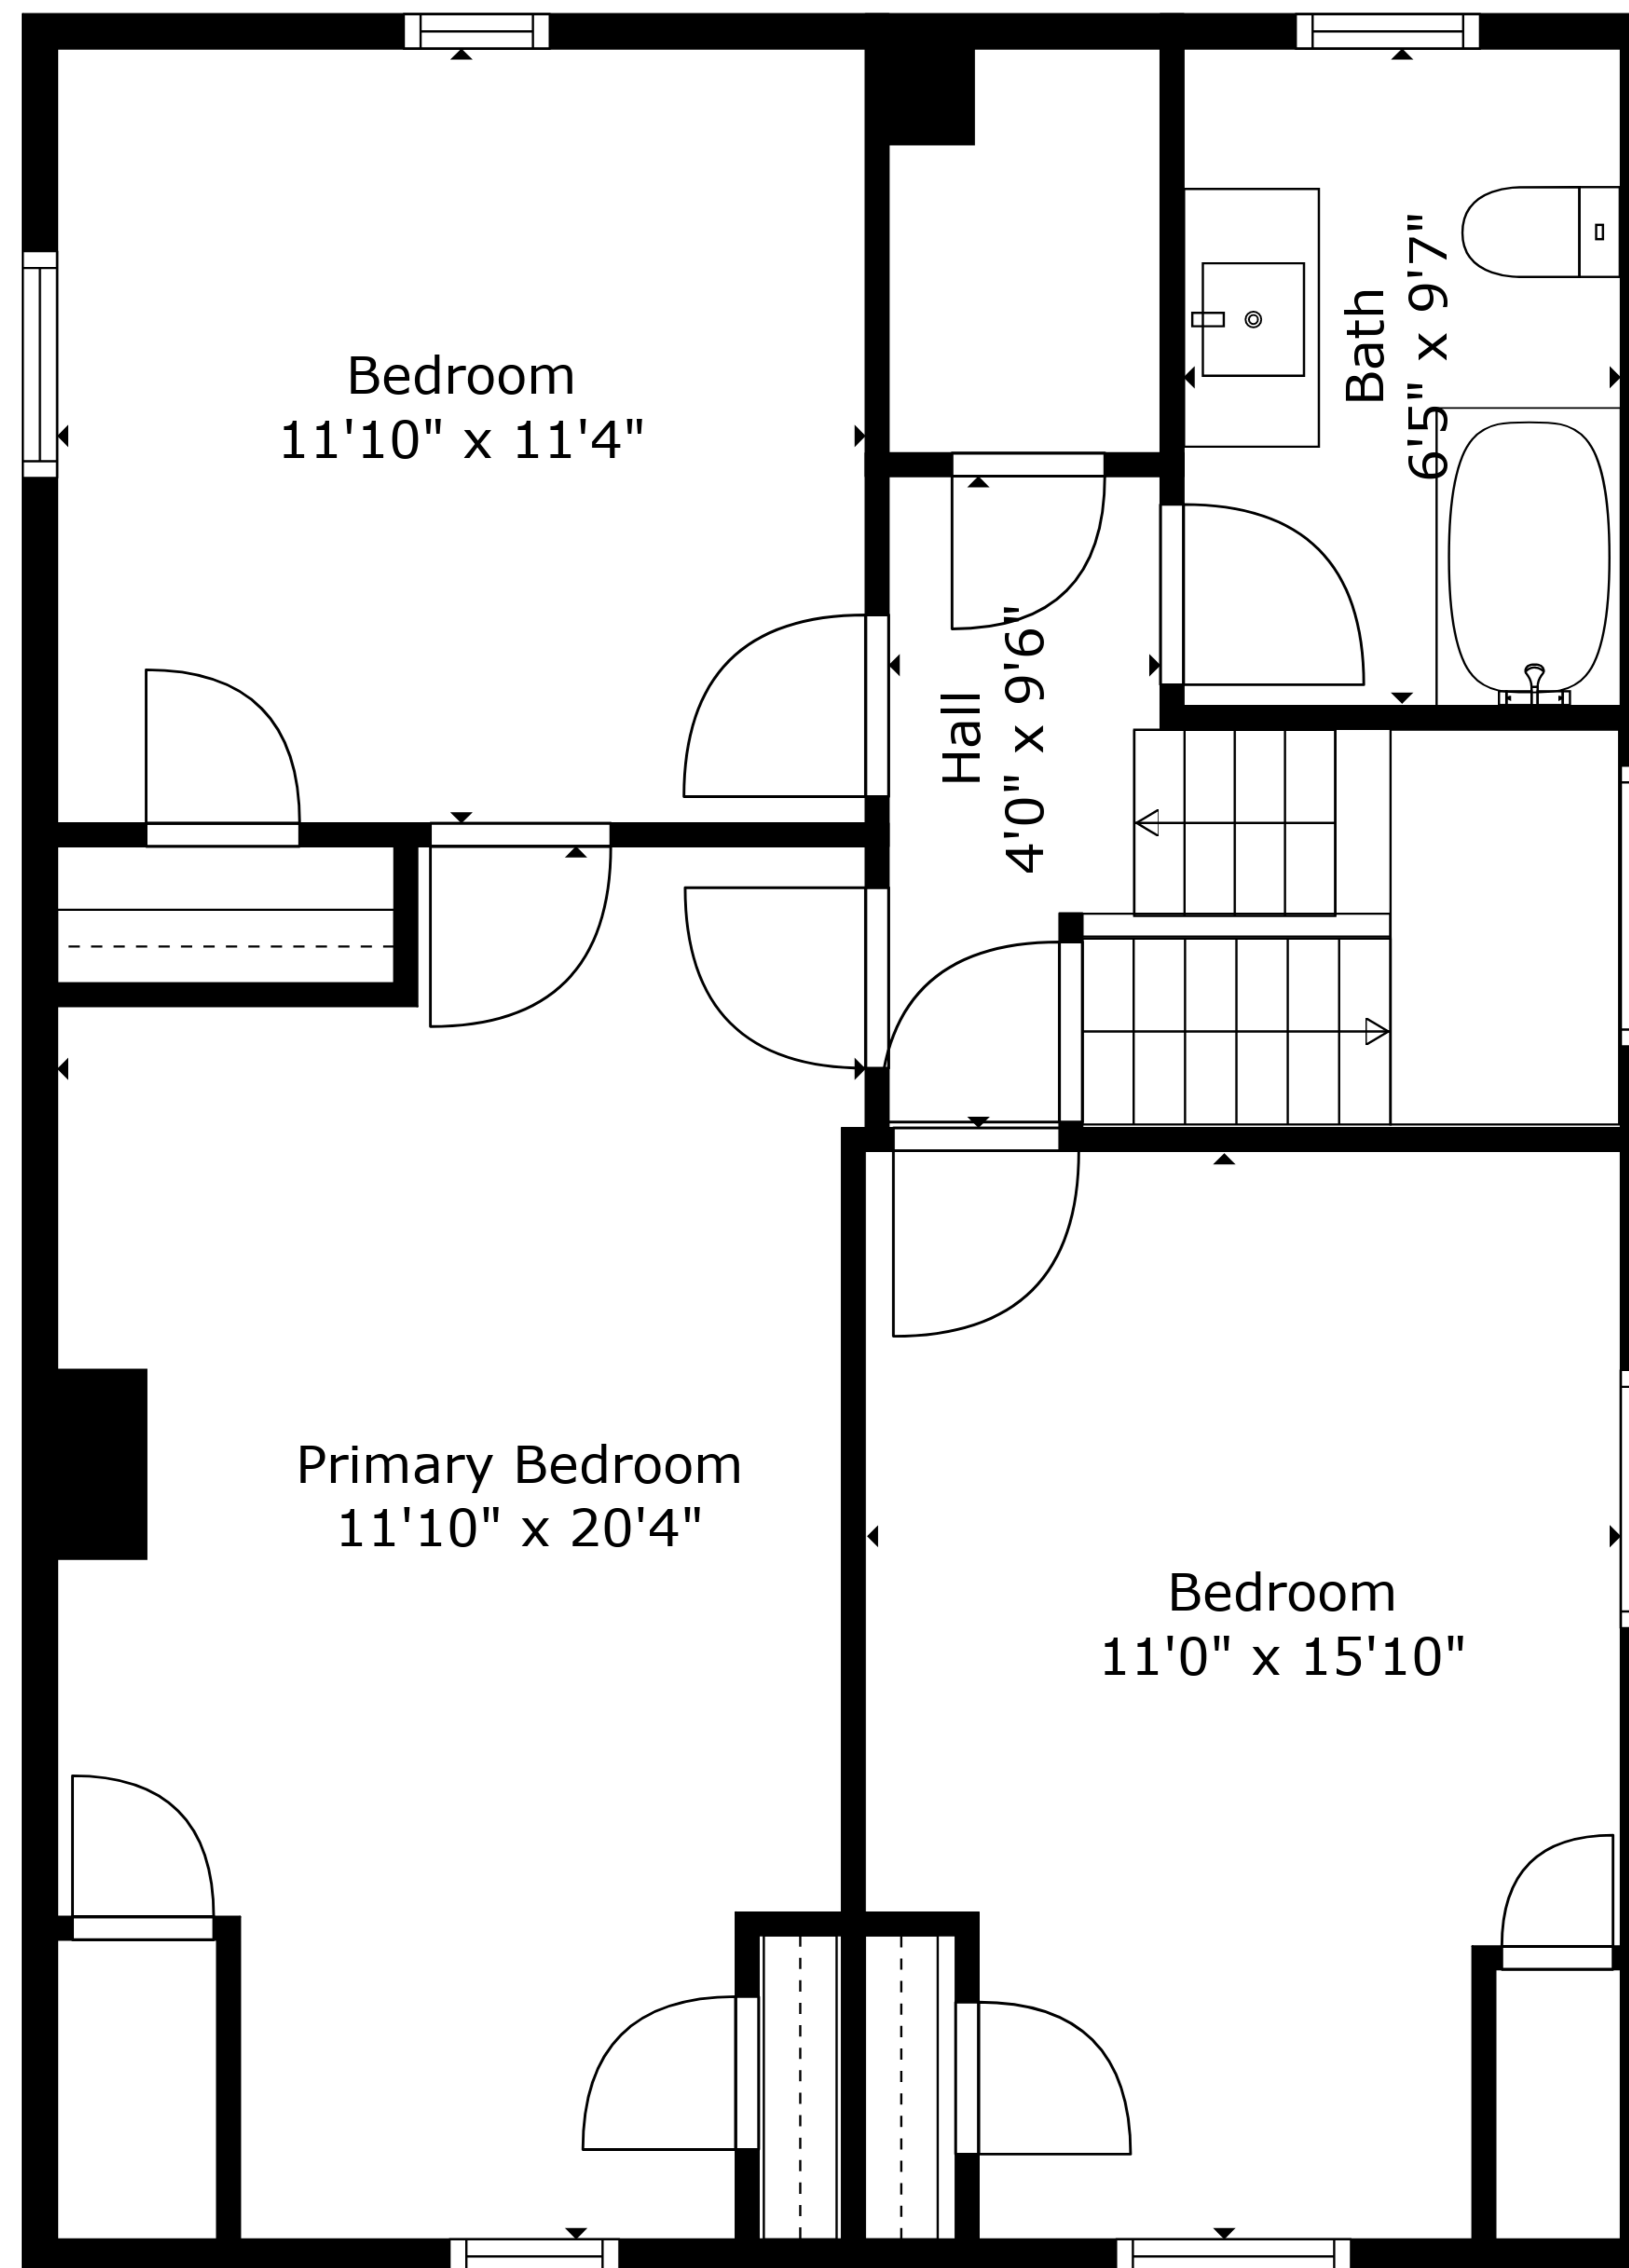 Bedroom
11'10" x 11'4"
Bath
6'5" x 9'7"
Hall
4'0" x 9'6"
Primary Bedroom
11'10" x 20'4"
Bedroom
11'0" x 15'10"